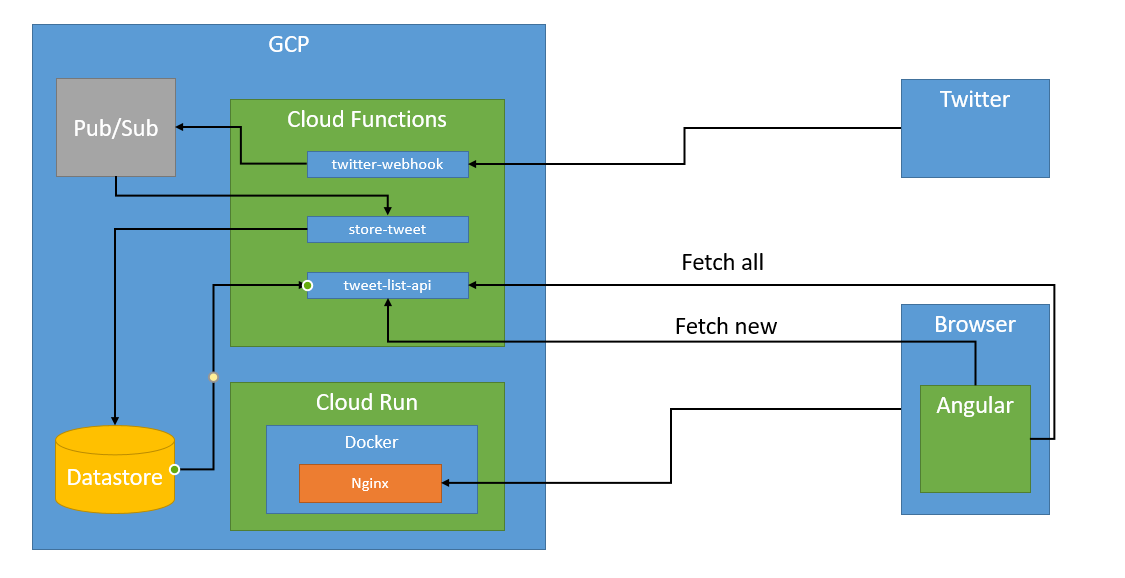 GCP
Pub/Sub
Cloud Functions
twitter-webhook
store-tweet
tweet-list-api
Twitter
Fetch all
Fetch new
Browser
Angular
Cloud Run
Docker
Nginx
Datastore